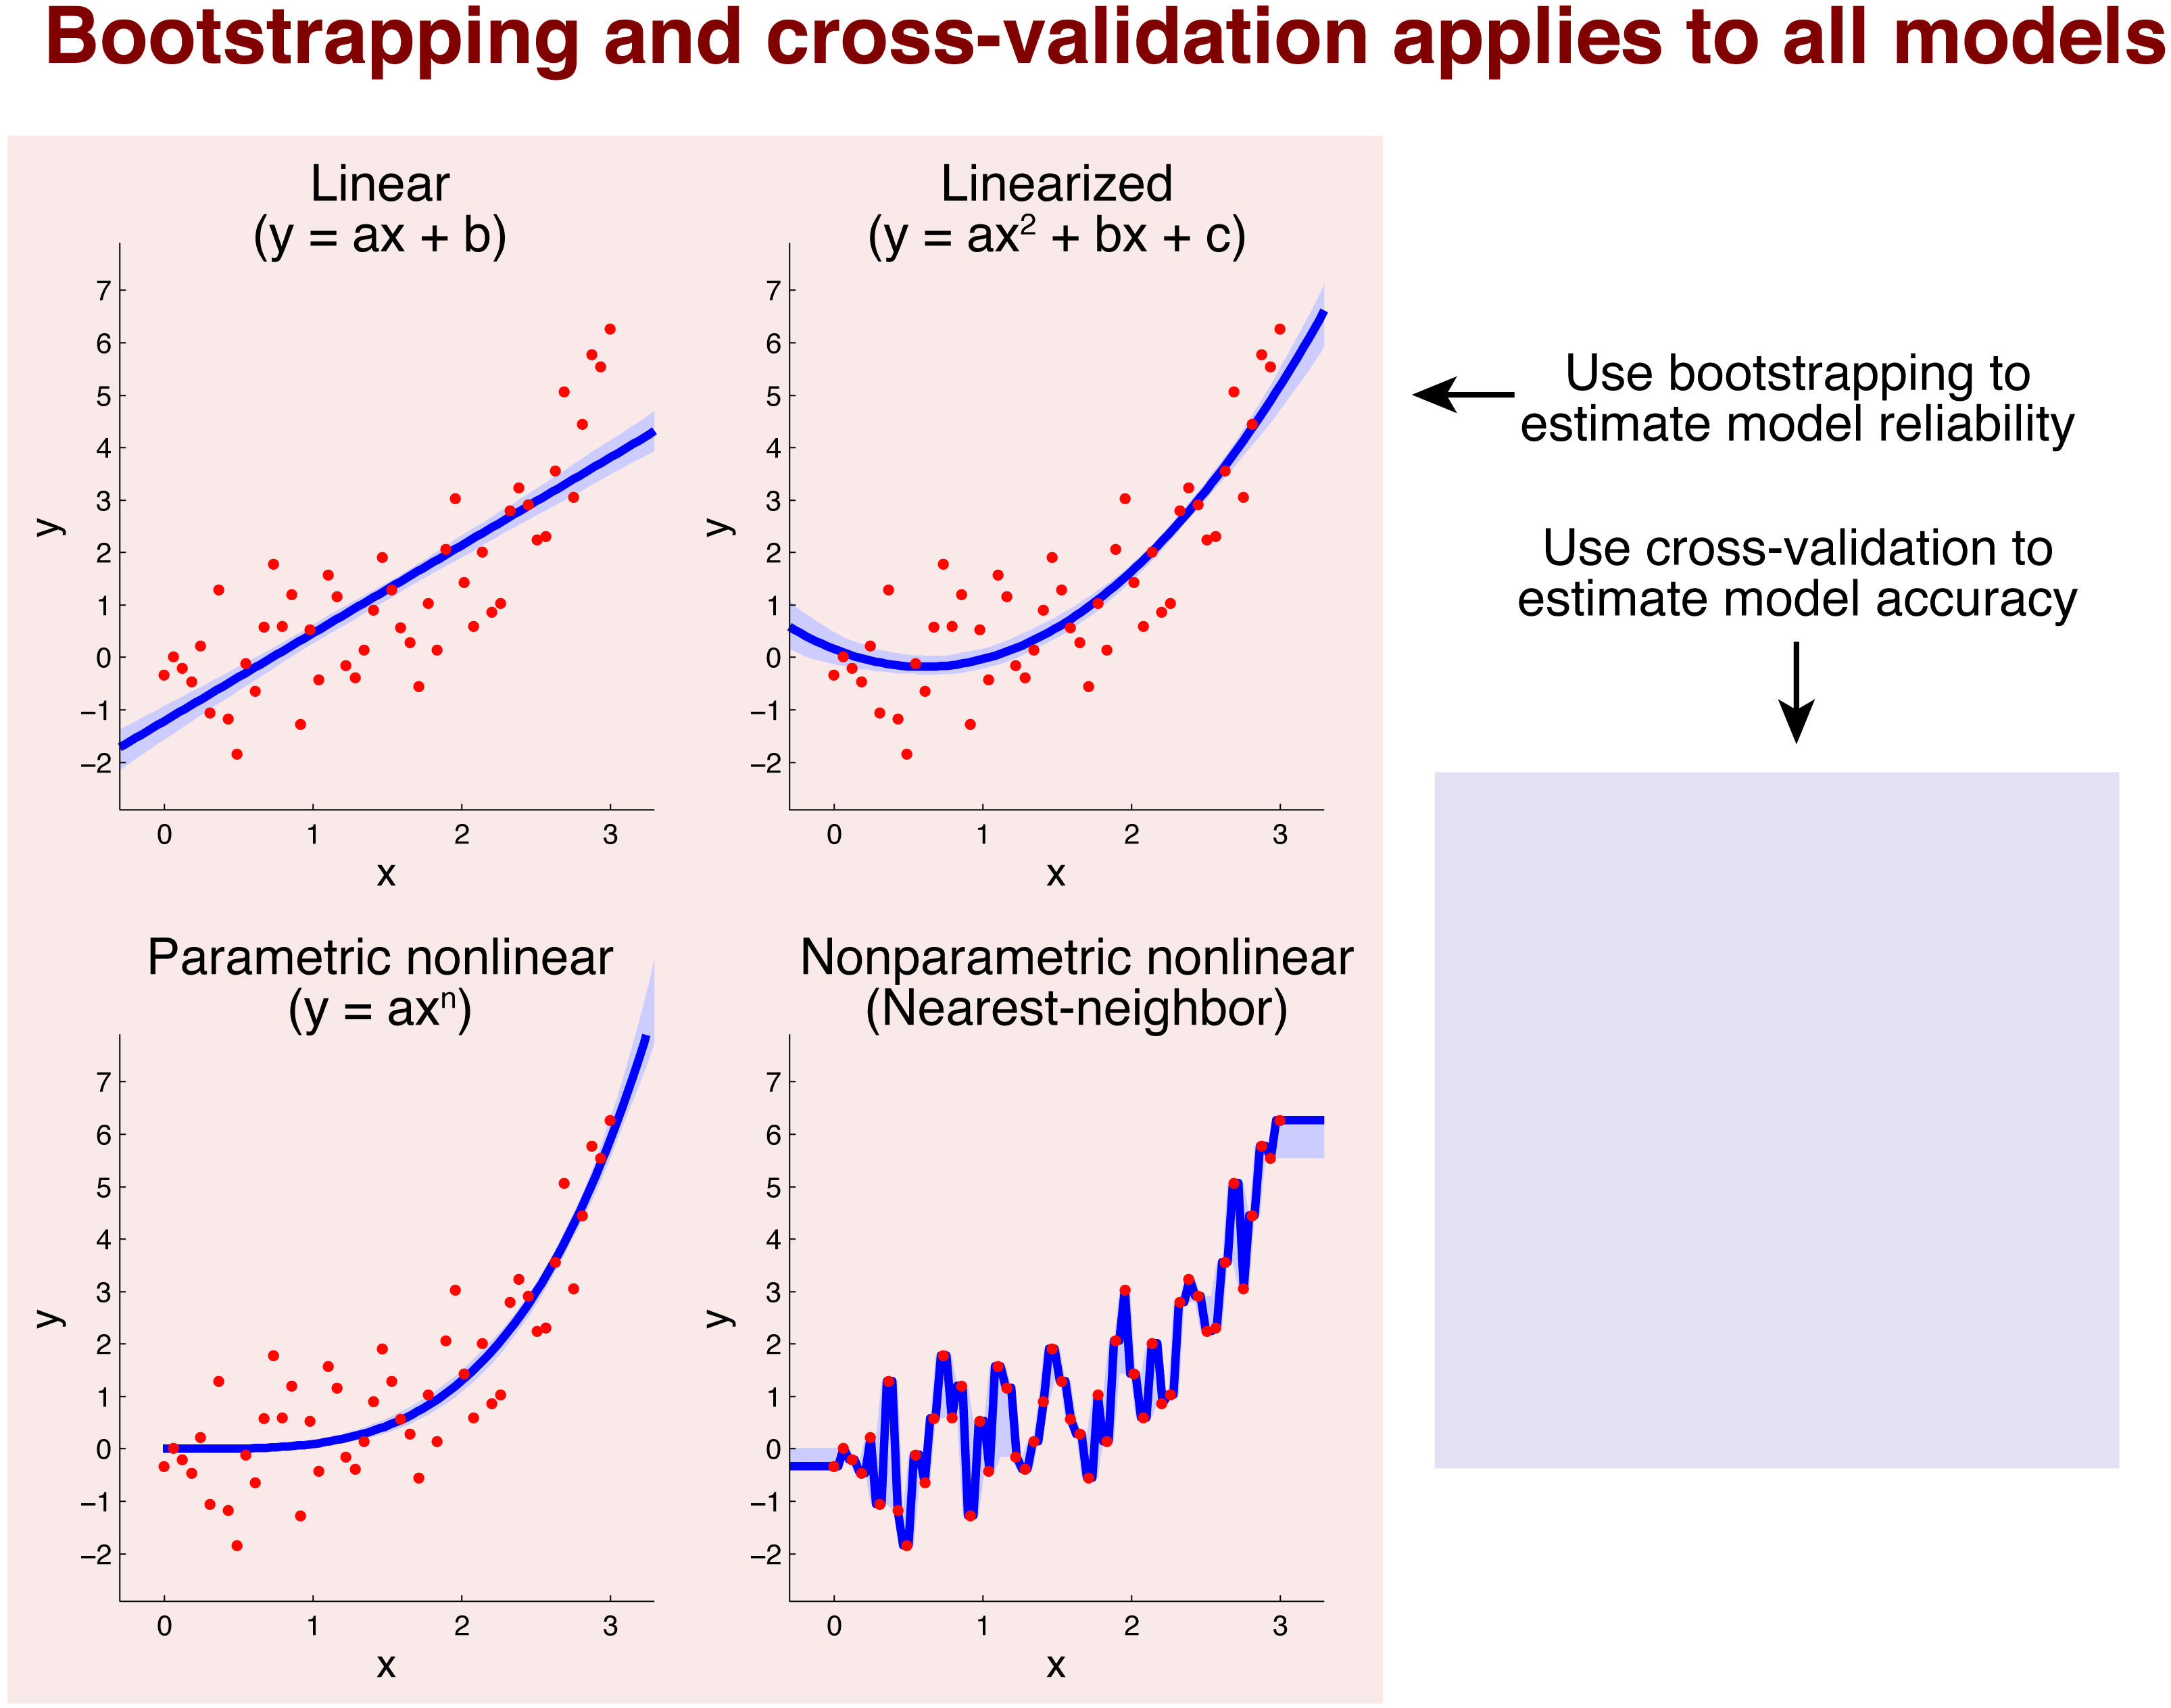 Bootstrapping and cross-validation applies to all models
Linear
(y = ax + b)
7
6
5
4
3
2
1
0
−1
−2
y
0 1 2 3
x
Linearized
(y = ax² + bx + c)
7
6
5
4
3
2
1
0
−1
−2
y
0 1 2 3
x
Use bootstrapping to
estimate model reliability
Use cross-validation to
estimate model accuracy
Parametric nonlinear
(y = axⁿ)
7
6
5
4
3
2
1
0
−1
−2
y
0 1 2 3
x
Nonparametric nonlinear
(Nearest-neighbor)
7
6
5
4
3
2
1
0
−1
−2
y
0 1 2 3
x